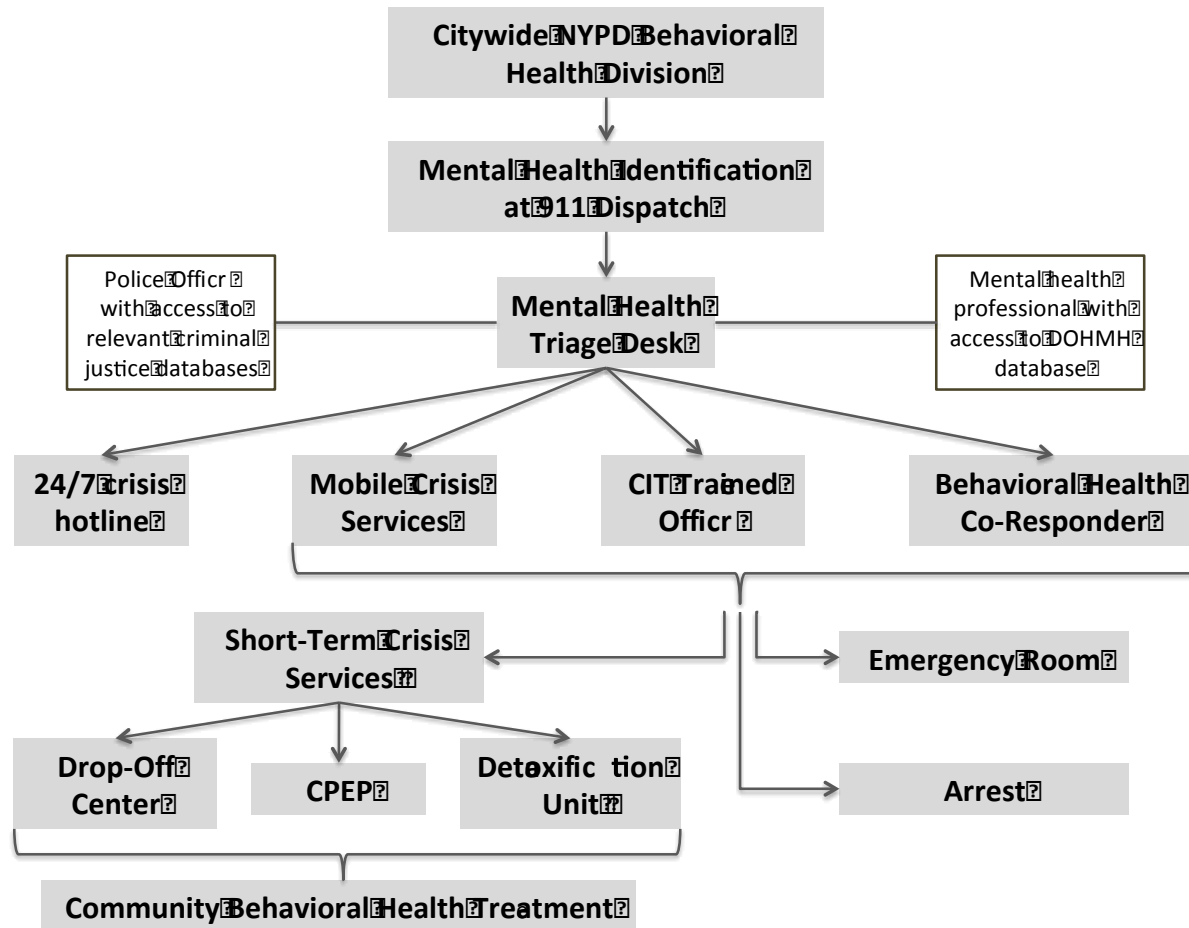 Citywide NYPD Behavioral
Health Division
Mental Health Identification
at 911 Dispatch
Police Officr
with access to
relevant criminal
justice databases
Mental Health
Triage Desk
Mental health
professional with
access to DOHMH
database
24/7 crisis
hotline
Mobile Crisis
Services
CIT Trained
Officr
Behavioral Health
Co-Responder
Short-Term Crisis
Services
Emergency Room
Drop-Off
Center
CPEP
Detoxific tion
Unit
Arrest
Community Behavioral Health Treatment